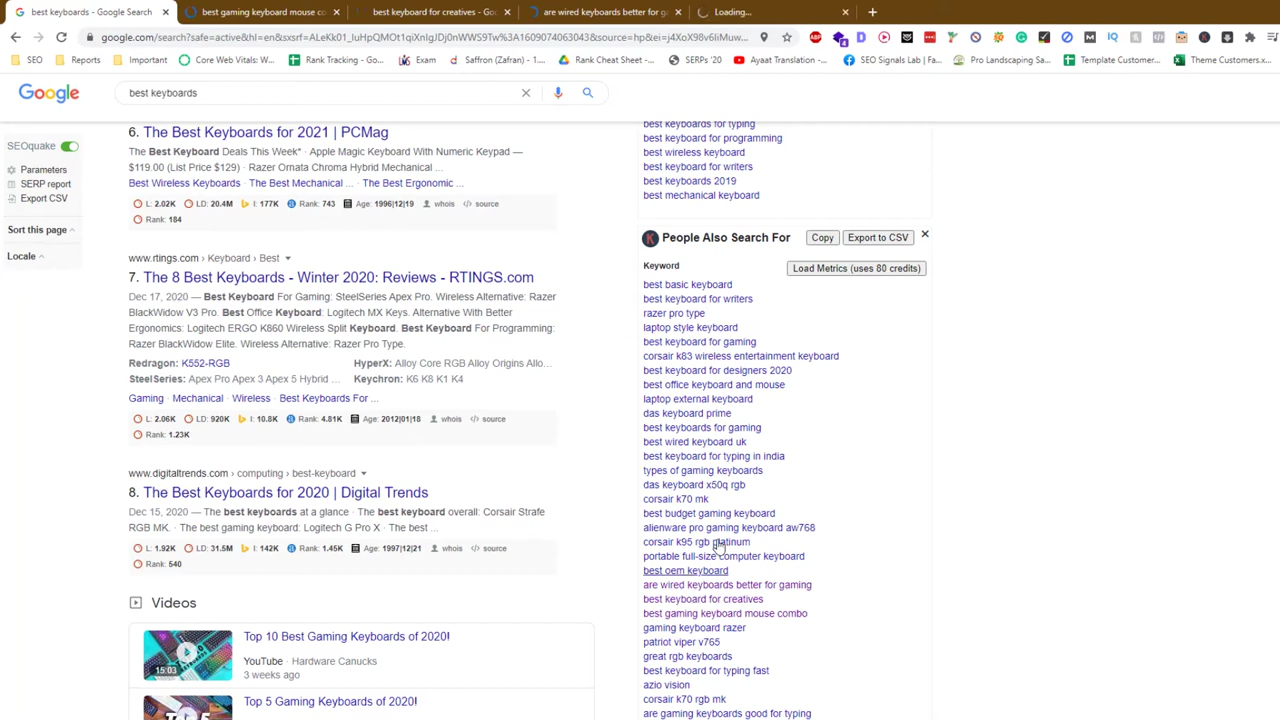 best keyboards - Google Search
best gaming keyboard mouse co
best keyboard for creatives - Goo
are wired keyboards better for g
Loading...
google.com/search?safe=active&hl=en&sxsrf=
SEO
Reports
Important
Core Web Vitals: W...
Rank Tracking - Go...
Exam
Saffron (Zafran) - 1....
Rank Cheat Sheet -...
SERPs '20
Ayaat Translation -...
SEO Signals Lab | Fa...
Pro Landscaping Sa...
Template Customer...
Theme Customers.x...
Google
best keyboards
SEOquake
Parameters
SERP report
Export CSV
Sort this page
Locale
6. The Best Keyboards for 2021 | PCMag
The Best Keyboard Deals This Week* · Apple Magic Keyboard With Numeric Keypad —
$119.00 (List Price $129) · Razer Ornata Chroma Hybrid Mechanical ...
Best Wireless Keyboards · The Best Mechanical ... · The Best Ergonomic ...
L: 2.02K LD: 20.4M I: 177K Rank: 743 Age: 1996|12|19 whois source
Rank: 184
www.rtings.com › Keyboard › Best
7. The 8 Best Keyboards - Winter 2020: Reviews - RTINGS.com
Dec 17, 2020 — Best Keyboard For Gaming: SteelSeries Apex Pro. Wireless Alternative: Razer
BlackWidow V3 Pro. Best Office Keyboard: Logitech MX Keys. Alternative With Better
Ergonomics: Logitech ERGO K860 Wireless Split Keyboard. Best Keyboard For Programming:
Razer BlackWidow Elite. Wireless Alternative: Razer Pro Type.
Redragon: K552-RGB HyperX: Alloy Core RGB Alloy Origins Allo...
SteelSeries: Apex Pro Apex 3 Apex 5 Hybrid ... Keychron: K6 K8 K1 K4
Gaming · Mechanical · Wireless · Best Keyboards For ...
L: 2.06K LD: 920K I: 10.8K Rank: 4.81K Age: 2012|01|18 whois source
Rank: 1.23K
www.digitaltrends.com › computing › best-keyboard
8. The Best Keyboards for 2020 | Digital Trends
Dec 15, 2020 — The best keyboards at a glance · The best keyboard overall: Corsair Strafe
RGB MK. · The best gaming keyboard: Logitech G Pro X · The best ...
L: 1.92K LD: 31.5M I: 142K Rank: 1.45K Age: 1997|12|21 whois source
Rank: 540
Videos
15:03
Top 10 Best Gaming Keyboards of 2020!
YouTube · Hardware Canucks
3 weeks ago
Top 5 Gaming Keyboards of 2020!
best keyboards for typing
best keyboard for programming
best wireless keyboard
best keyboard for writers
best keyboards 2019
best mechanical keyboard
People Also Search For
Copy
Export to CSV
Keyword
Load Metrics (uses 80 credits)
best basic keyboard
best keyboard for writers
razer pro type
laptop style keyboard
best keyboard for gaming
corsair k83 wireless entertainment keyboard
best keyboard for designers 2020
best office keyboard and mouse
laptop external keyboard
das keyboard prime
best keyboards for gaming
best wired keyboard uk
best keyboard for typing in india
types of gaming keyboards
das keyboard x50q rgb
corsair k70 mk
best budget gaming keyboard
alienware pro gaming keyboard aw768
corsair k95 rgb platinum
portable full-size computer keyboard
best oem keyboard
are wired keyboards better for gaming
best keyboard for creatives
best gaming keyboard mouse combo
gaming keyboard razer
patriot viper v765
great rgb keyboards
best keyboard for typing fast
azio vision
corsair k70 rgb mk
are gaming keyboards good for typing